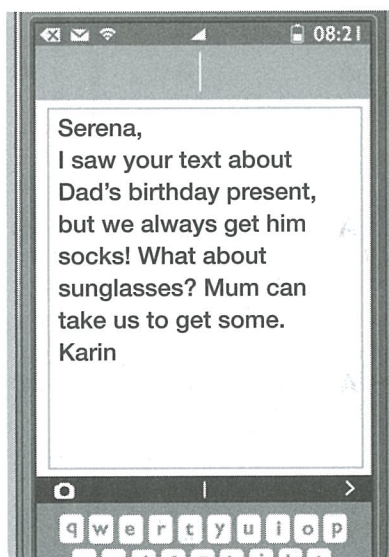 08:21
Serena,
I saw your text about
Dad's birthday present,
but we always get him
socks! What about
sunglasses? Mum can
take us to get some.
Karin
q w e r t y u i o p